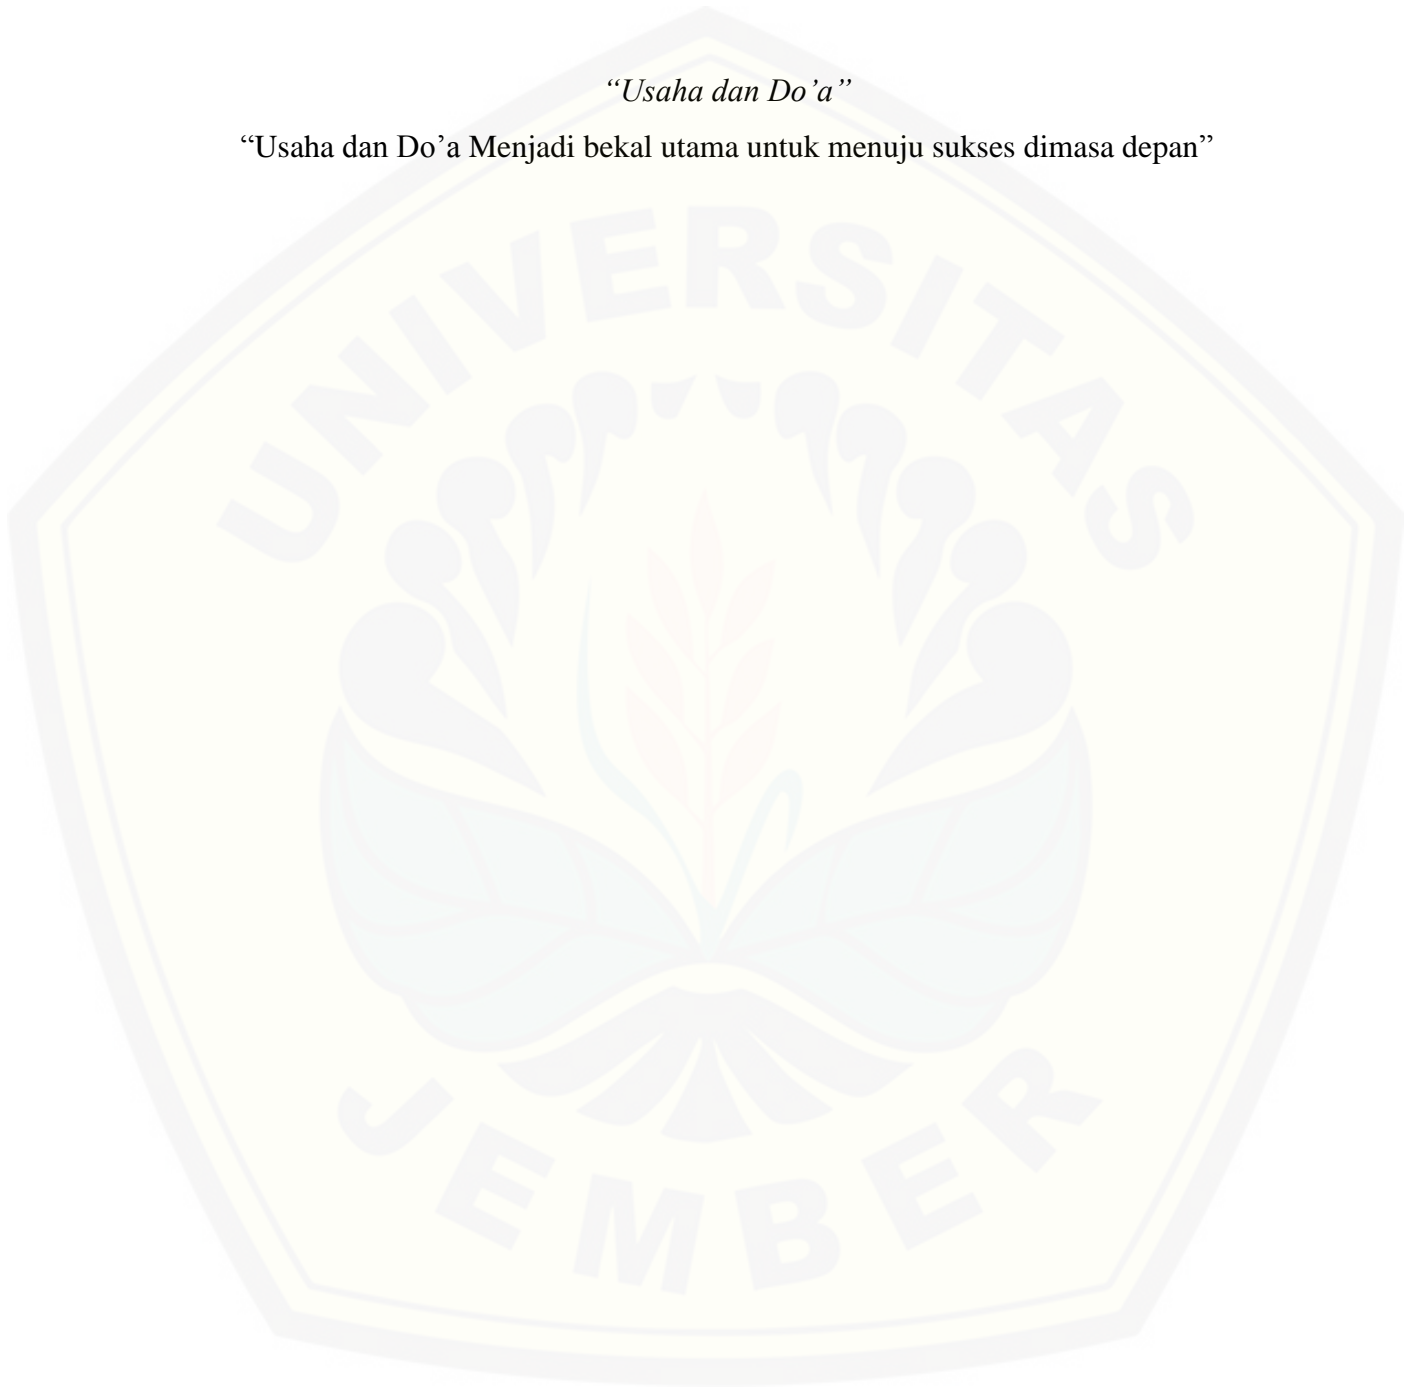 “Usaha dan Do’a”
“Usaha dan Do’a Menjadi bekal utama untuk menuju sukses dimasa depan”
UNIVERSITAS
JEMBER